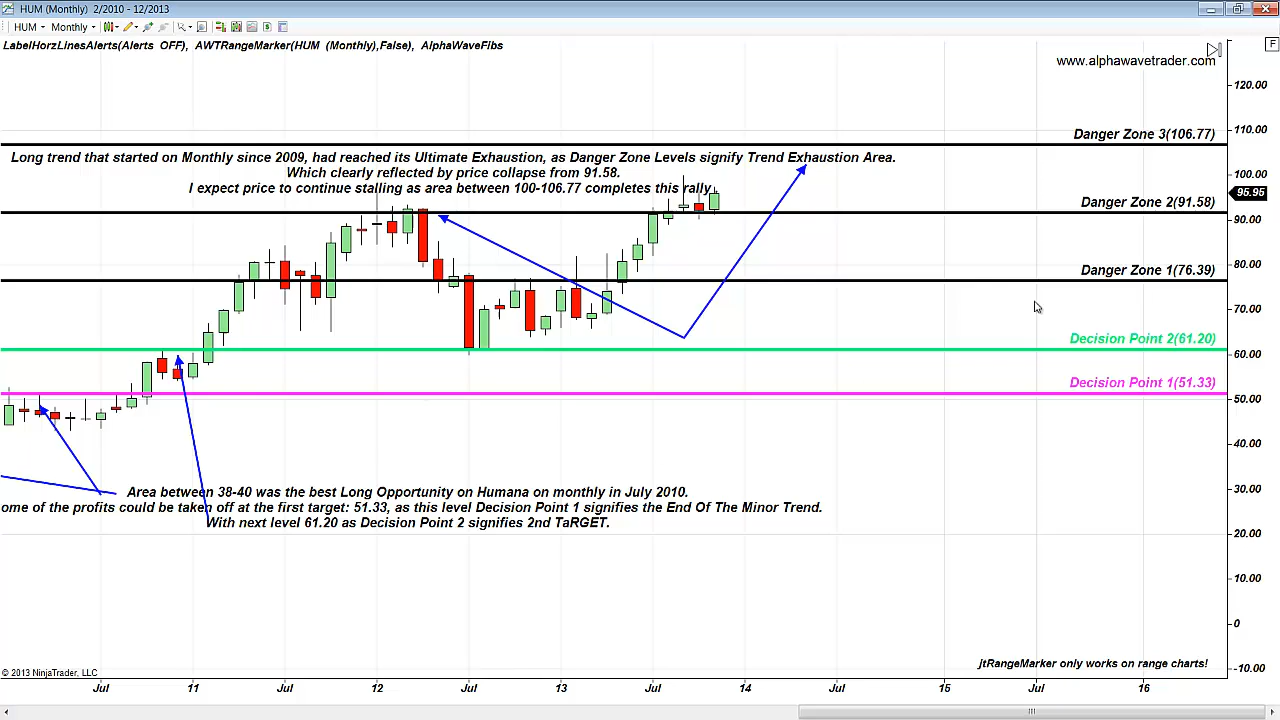 HUM (Monthly) 2/2010 - 12/2013
HUM Monthly
LabelHorzLinesAlerts(Alerts OFF), AWTRangeMarker(HUM (Monthly),False), AlphaWaveFibs
F
www.alphawavetrader.com
120.00
Danger Zone 3(106.77)
110.00
Long trend that started on Monthly since 2009, had reached its Ultimate Exhaustion, as Danger Zone Levels signify Trend Exhaustion Area.
Which clearly reflected by price collapse from 91.58.
100.00
I expect price to continue stalling as area between 100-106.77 completes this rally
96.95
Danger Zone 2(91.58)
90.00
80.00
Danger Zone 1(76.39)
70.00
Decision Point 2(61.20)
60.00
Decision Point 1(51.33)
50.00
40.00
30.00
Area between 38-40 was the best Long Opportunity on Humana on monthly in July 2010.
ome of the profits could be taken off at the first target: 51.33, as this level Decision Point 1 signifies the End Of The Minor Trend.
With next level 61.20 as Decision Point 2 signifies 2nd TaRGET.
20.00
10.00
0
-10.00
jtRangeMarker only works on range charts!
© 2013 NinjaTrader, LLC
Jul 11 Jul 12 Jul 13 Jul 14 Jul 15 Jul 16